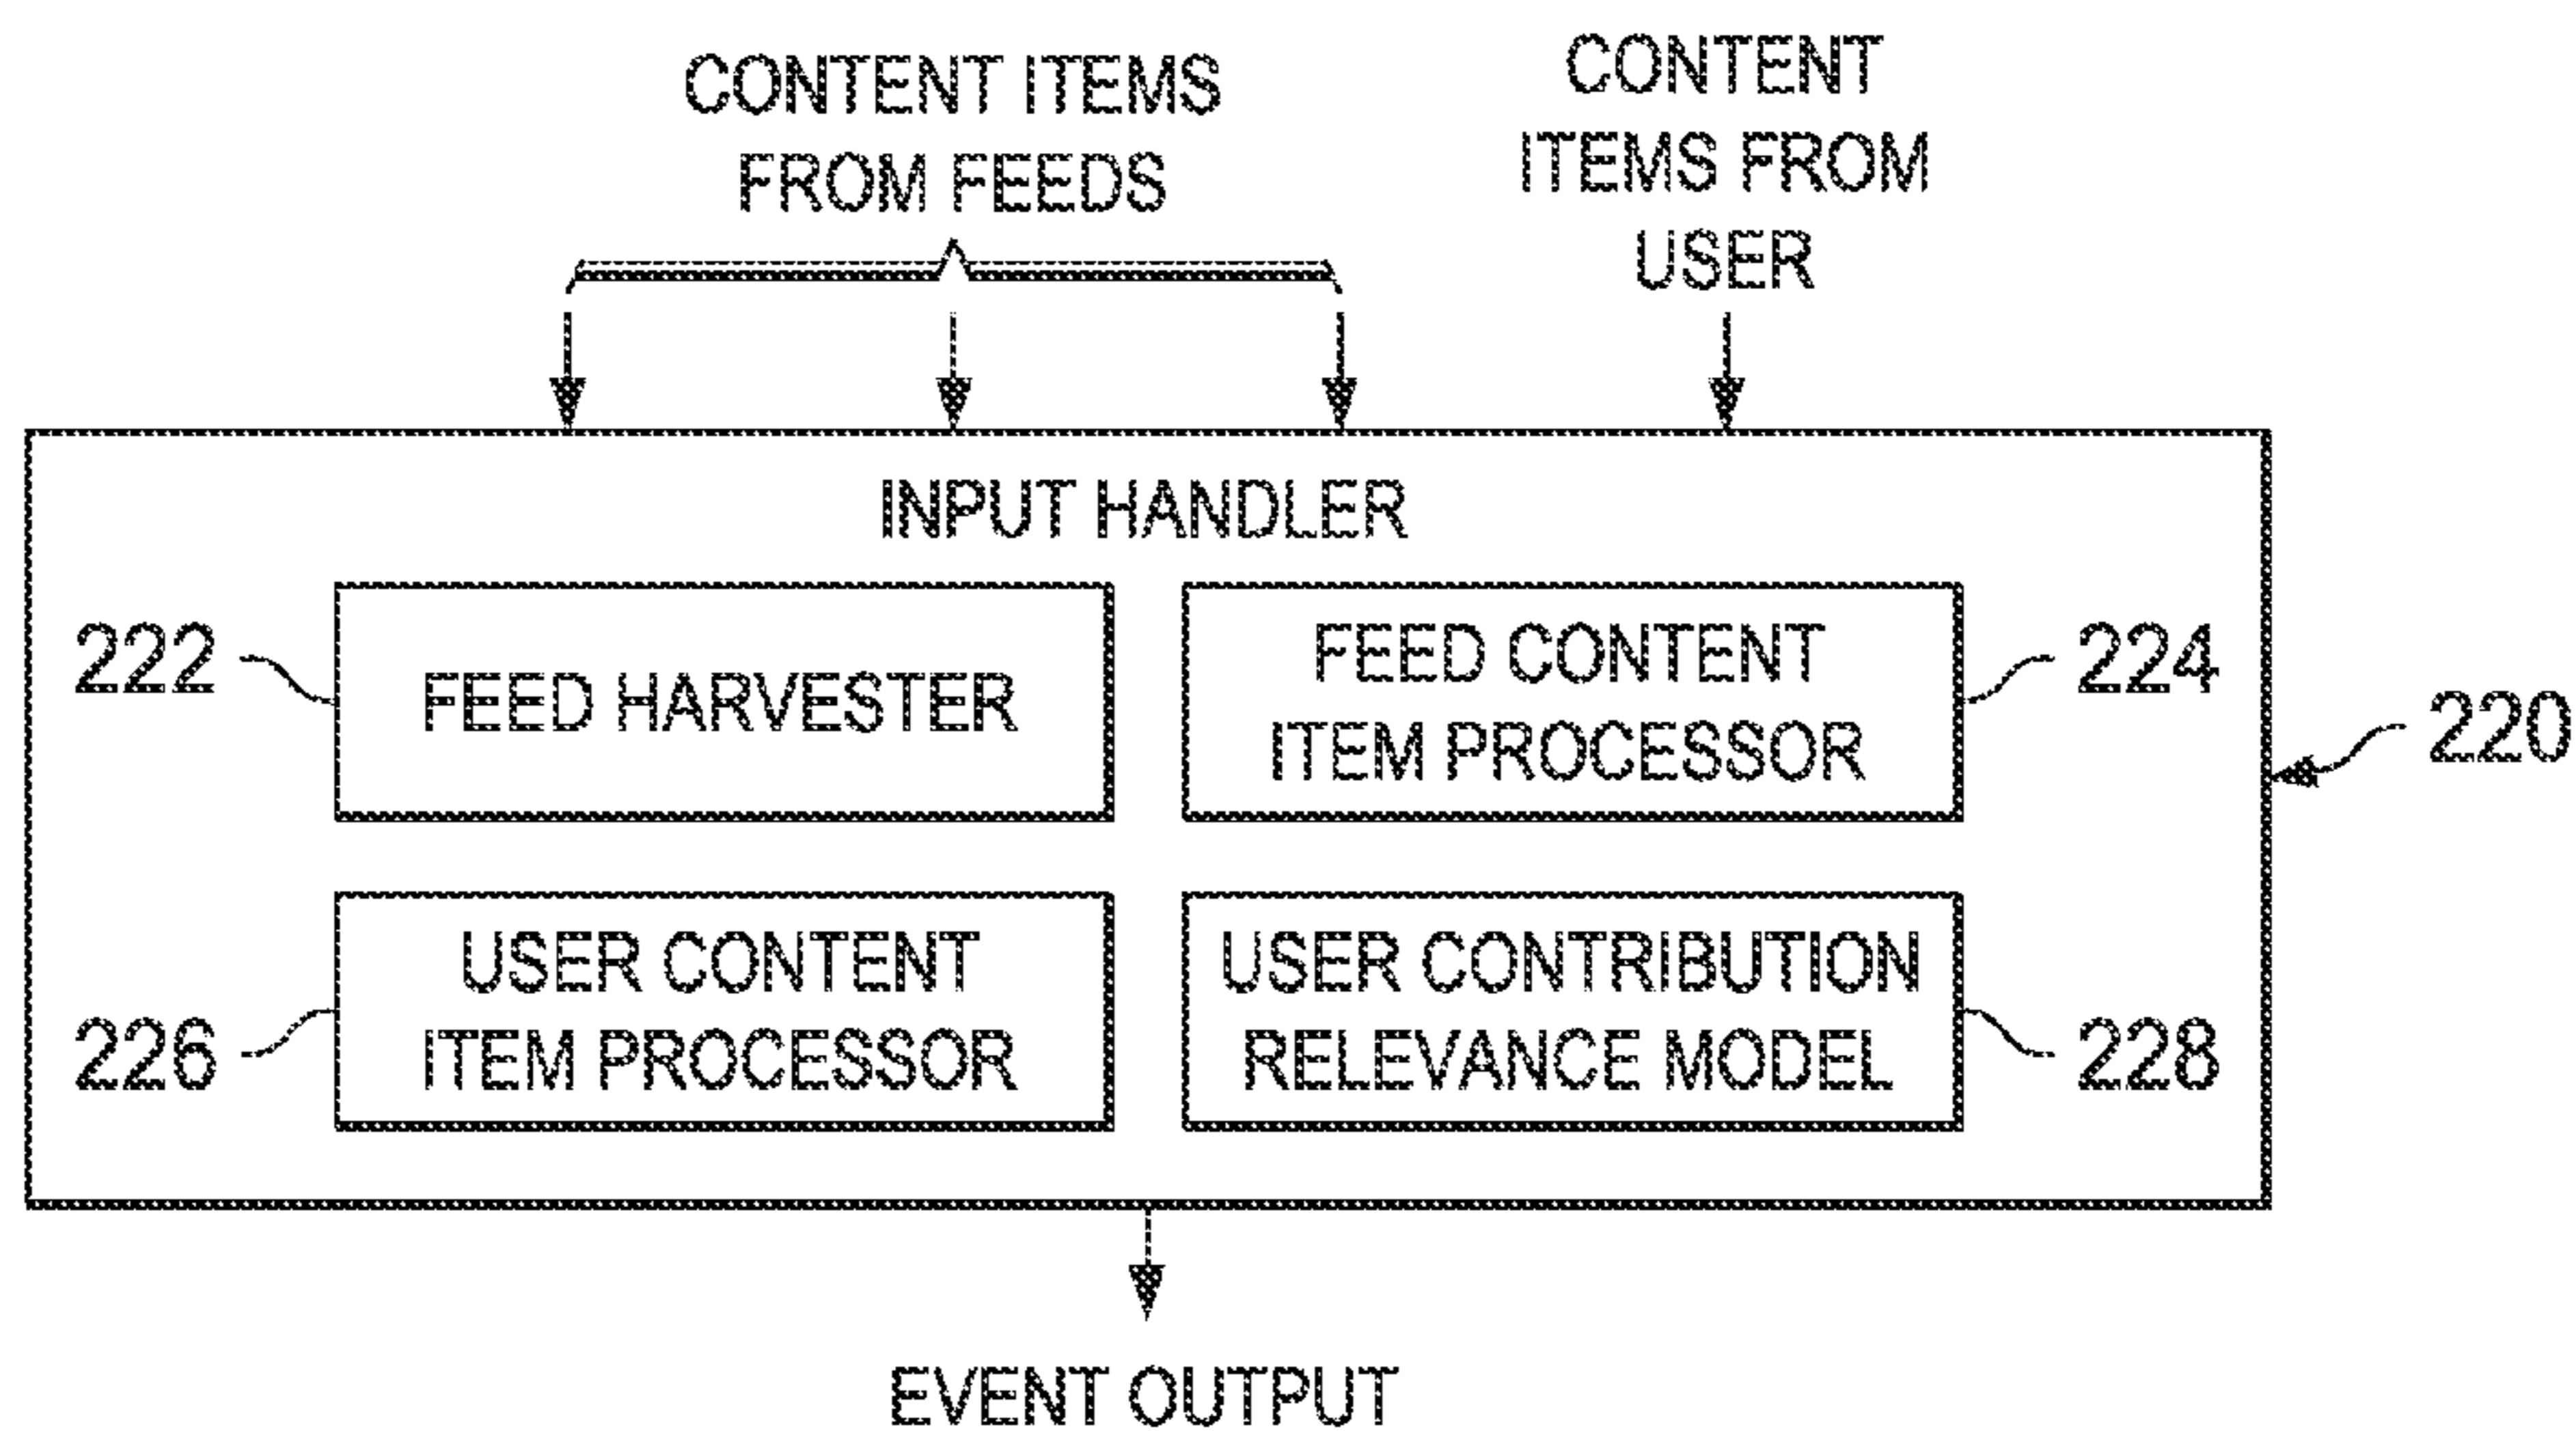 CONTENT ITEMS
FROM FEEDS
CONTENT
ITEMS FROM
USER
INPUT HANDLER
222
FEED HARVESTER
FEED CONTENT
ITEM PROCESSOR
224
220
226
USER CONTENT
ITEM PROCESSOR
USER CONTRIBUTION
RELEVANCE MODEL
228
EVENT OUTPUT